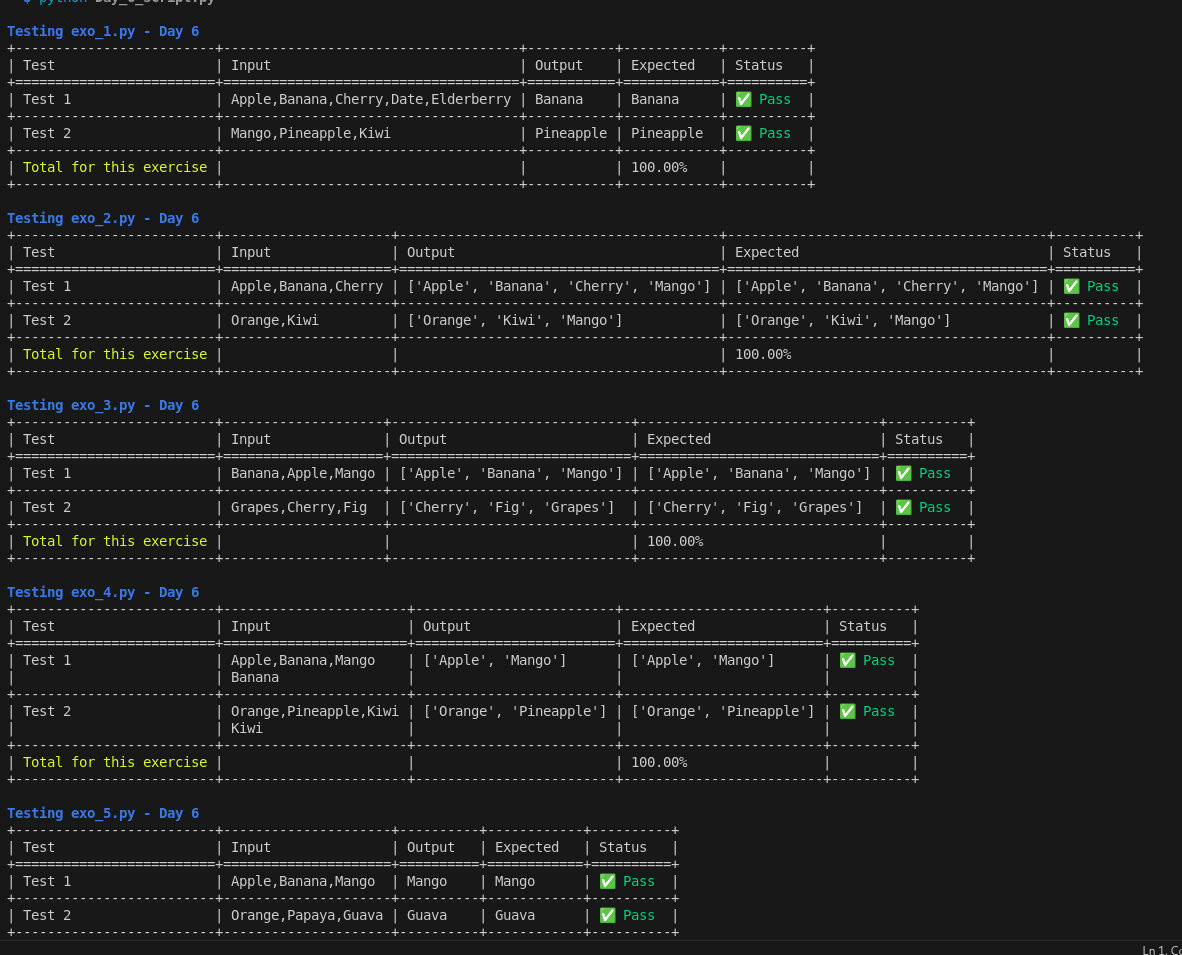 $ python Day_6_script.py
Testing exo_1.py - Day 6
+-------------------------+-------------------------------------+-----------+------------+----------+
| Test | Input | Output | Expected | Status |
+=========================+=====================================+===========+============+==========+
| Test 1 | Apple,Banana,Cherry,Date,Elderberry | Banana | Banana | ✅ Pass |
+-------------------------+-------------------------------------+-----------+------------+----------+
| Test 2 | Mango,Pineapple,Kiwi | Pineapple | Pineapple | ✅ Pass |
+-------------------------+-------------------------------------+-----------+------------+----------+
| Total for this exercise | | | 100.00% | |
+-------------------------+-------------------------------------+-----------+------------+----------+
Testing exo_2.py - Day 6
+-------------------------+---------------------+----------------------------------------+----------------------------------------+----------+
| Test | Input | Output | Expected | Status |
+=========================+=====================+========================================+========================================+==========+
| Test 1 | Apple,Banana,Cherry | ['Apple', 'Banana', 'Cherry', 'Mango'] | ['Apple', 'Banana', 'Cherry', 'Mango'] | ✅ Pass |
+-------------------------+---------------------+----------------------------------------+----------------------------------------+----------+
| Test 2 | Orange,Kiwi | ['Orange', 'Kiwi', 'Mango'] | ['Orange', 'Kiwi', 'Mango'] | ✅ Pass |
+-------------------------+---------------------+----------------------------------------+----------------------------------------+----------+
| Total for this exercise | | | 100.00% | |
+-------------------------+---------------------+----------------------------------------+----------------------------------------+----------+
Testing exo_3.py - Day 6
+-------------------------+--------------------+------------------------------+------------------------------+----------+
| Test | Input | Output | Expected | Status |
+=========================+====================+==============================+==============================+==========+
| Test 1 | Banana,Apple,Mango | ['Apple', 'Banana', 'Mango'] | ['Apple', 'Banana', 'Mango'] | ✅ Pass |
+-------------------------+--------------------+------------------------------+------------------------------+----------+
| Test 2 | Grapes,Cherry,Fig | ['Cherry', 'Fig', 'Grapes'] | ['Cherry', 'Fig', 'Grapes'] | ✅ Pass |
+-------------------------+--------------------+------------------------------+------------------------------+----------+
| Total for this exercise | | | 100.00% | |
+-------------------------+--------------------+------------------------------+------------------------------+----------+
Testing exo_4.py - Day 6
+-------------------------+-----------------------+-------------------------+-------------------------+----------+
| Test | Input | Output | Expected | Status |
+=========================+=======================+=========================+=========================+==========+
| Test 1 | Apple,Banana,Mango | ['Apple', 'Mango'] | ['Apple', 'Mango'] | ✅ Pass |
| | Banana | | | |
+-------------------------+-----------------------+-------------------------+-------------------------+----------+
| Test 2 | Orange,Pineapple,Kiwi | ['Orange', 'Pineapple'] | ['Orange', 'Pineapple'] | ✅ Pass |
| | Kiwi | | | |
+-------------------------+-----------------------+-------------------------+-------------------------+----------+
| Total for this exercise | | | 100.00% | |
+-------------------------+-----------------------+-------------------------+-------------------------+----------+
Testing exo_5.py - Day 6
+-------------------------+---------------------+----------+------------+----------+
| Test | Input | Output | Expected | Status |
+=========================+=====================+==========+============+==========+
| Test 1 | Apple,Banana,Mango | Mango | Mango | ✅ Pass |
+-------------------------+---------------------+----------+------------+----------+
| Test 2 | Orange,Papaya,Guava | Guava | Guava | ✅ Pass |
+-------------------------+---------------------+----------+------------+----------+
Ln 1, Co